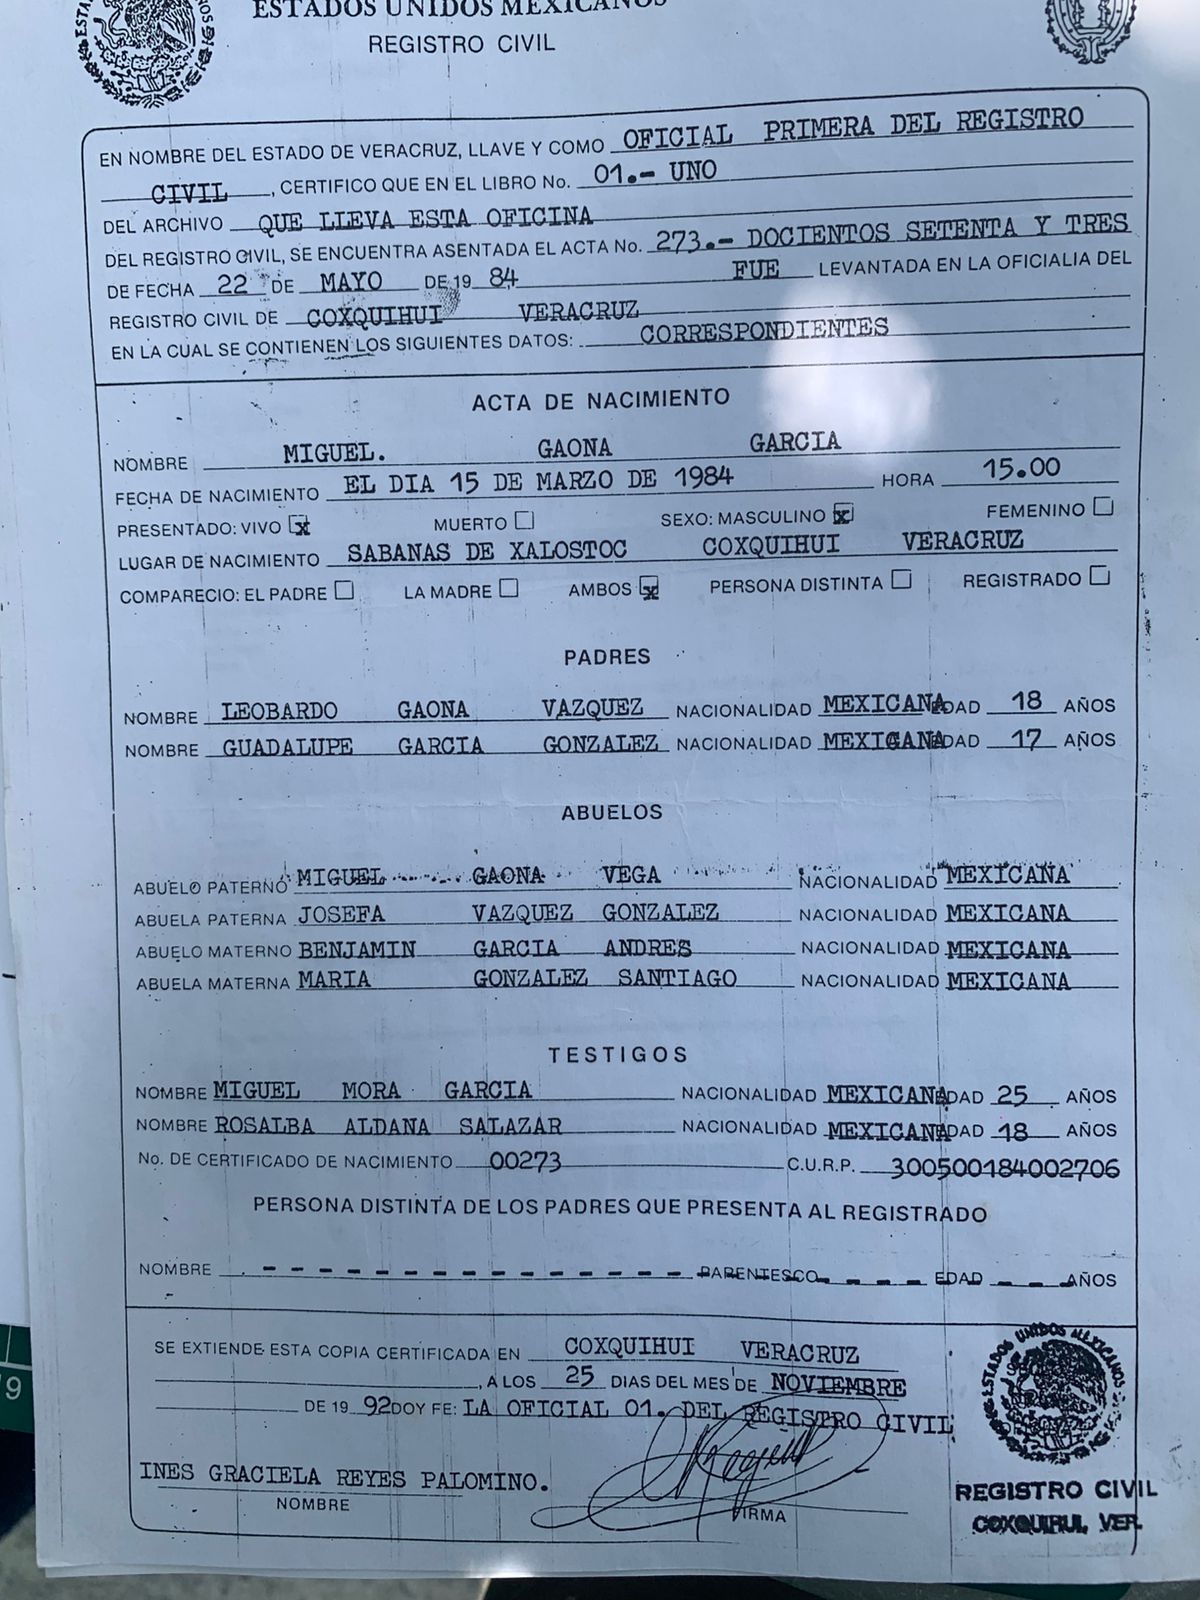 ESTADOS UNIDOS MEXICANOS
REGISTRO CIVIL
EN NOMBRE DEL ESTADO DE VERACRUZ, LLAVE Y COMO OFICIAL PRIMERA DEL REGISTRO
CIVIL, CERTIFICO QUE EN EL LIBRO No. 01.- UNO
DEL ARCHIVO QUE LLEVA ESTA OFICINA
DEL REGISTRO CIVIL, SE ENCUENTRA ASENTADA EL ACTA No. 273.- DOCIENTOS SETENTA Y TRES
DE FECHA 22 DE MAYO DE 19 84 FUE LEVANTADA EN LA OFICIALIA DEL
REGISTRO CIVIL DE COXQUIHUI VERACRUZ
EN LA CUAL SE CONTIENEN LOS SIGUIENTES DATOS: CORRESPONDIENTES
ACTA DE NACIMIENTO
NOMBRE MIGUEL. GAONA GARCIA
FECHA DE NACIMIENTO EL DIA 15 DE MARZO DE 1984 HORA 15.00
PRESENTADO: VIVO x MUERTO SEXO: MASCULINO x FEMENINO
LUGAR DE NACIMIENTO SABANAS DE XALOSTOC COXQUIHUI VERACRUZ
COMPARECIO: EL PADRE LA MADRE AMBOS x PERSONA DISTINTA REGISTRADO
PADRES
NOMBRE LEOBARDO GAONA VAZQUEZ NACIONALIDAD MEXICANA EDAD 18 AÑOS
NOMBRE GUADALUPE GARCIA GONZALEZ NACIONALIDAD MEXICANA EDAD 17 AÑOS
ABUELOS
ABUELO PATERNO MIGUEL GAONA VEGA NACIONALIDAD MEXICANA
ABUELA PATERNA JOSEFA VAZQUEZ GONZALEZ NACIONALIDAD MEXICANA
ABUELO MATERNO BENJAMIN GARCIA ANDRES NACIONALIDAD MEXICANA
ABUELA MATERNA MARIA GONZALEZ SANTIAGO NACIONALIDAD MEXICANA
TESTIGOS
NOMBRE MIGUEL MORA GARCIA NACIONALIDAD MEXICANA EDAD 25 AÑOS
NOMBRE ROSALBA ALDANA SALAZAR NACIONALIDAD MEXICANA EDAD 18 AÑOS
No. DE CERTIFICADO DE NACIMIENTO 00273 C.U.R.P. 300500184002706
PERSONA DISTINTA DE LOS PADRES QUE PRESENTA AL REGISTRADO
NOMBRE - - - - - - - - - - - - - - - - PARENTESCO - - - - EDAD - - - AÑOS
SE EXTIENDE ESTA COPIA CERTIFICADA EN COXQUIHUI VERACRUZ
, A LOS 25 DIAS DEL MES DE NOVIEMBRE
DE 19 92 DOY FE: LA OFICIAL 01. DEL REGISTRO CIVIL
INES GRACIELA REYES PALOMINO.
NOMBRE FIRMA
ESTADOS UNIDOS MEXICANOS
REGISTRO CIVIL
COXQUIHUI, VER.
9